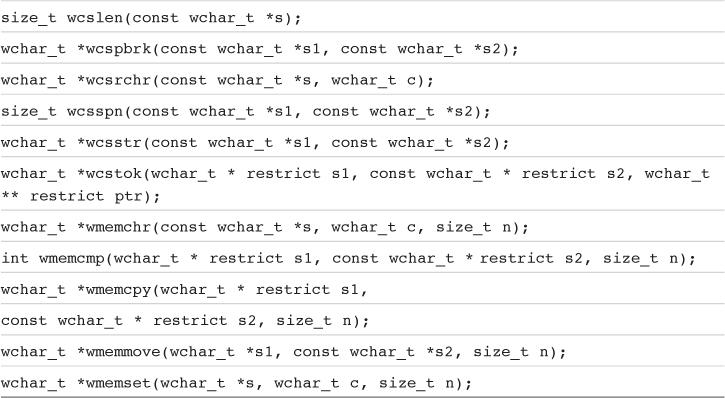 size_t wcslen(const wchar_t *s);
wchar_t *wcspbrk(const wchar_t *s1, const wchar_t *s2);
wchar_t *wcsrchr(const wchar_t *s, wchar_t c);
size_t wcsspn(const wchar_t *s1, const wchar_t *s2);
wchar_t *wcsstr(const wchar_t *s1, const wchar_t *s2);
wchar_t *wcstok(wchar_t * restrict s1, const wchar_t * restrict s2, wchar_t
** restrict ptr);
wchar_t *wmemchr(const wchar_t *s, wchar_t c, size_t n);
int wmemcmp(wchar_t * restrict s1, const wchar_t * restrict s2, size_t n);
wchar_t *wmemcpy(wchar_t * restrict s1,
const wchar_t * restrict s2, size_t n);
wchar_t *wmemmove(wchar_t *s1, const wchar_t *s2, size_t n);
wchar_t *wmemset(wchar_t *s, wchar_t c, size_t n);